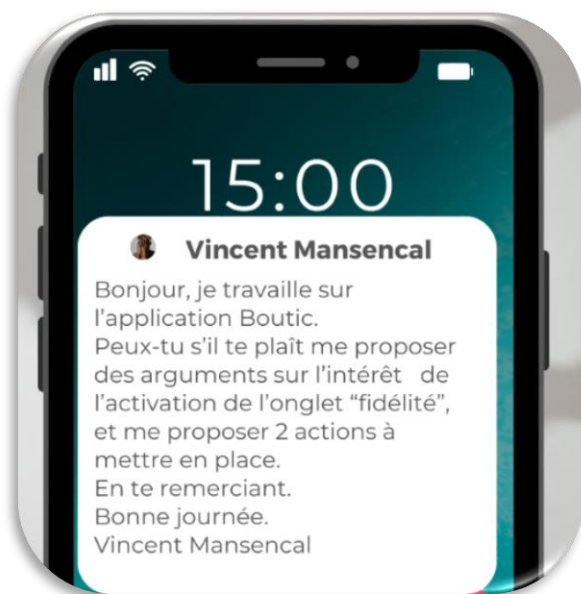 15:00
Vincent Mansencal
Bonjour, je travaille sur
l'application Boutic.
Peux-tu s'il te plaît me proposer
des arguments sur l'intérêt de
l'activation de l'onglet “fidélité”,
et me proposer 2 actions à
mettre en place.
En te remerciant.
Bonne journée.
Vincent Mansencal